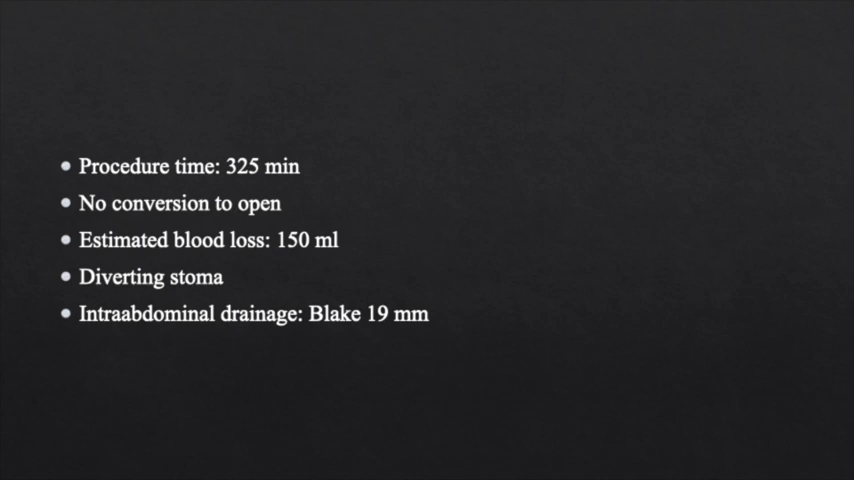 • Procedure time: 325 min
• No conversion to open
• Estimated blood loss: 150 ml
• Diverting stoma
• Intraabdominal drainage: Blake 19 mm